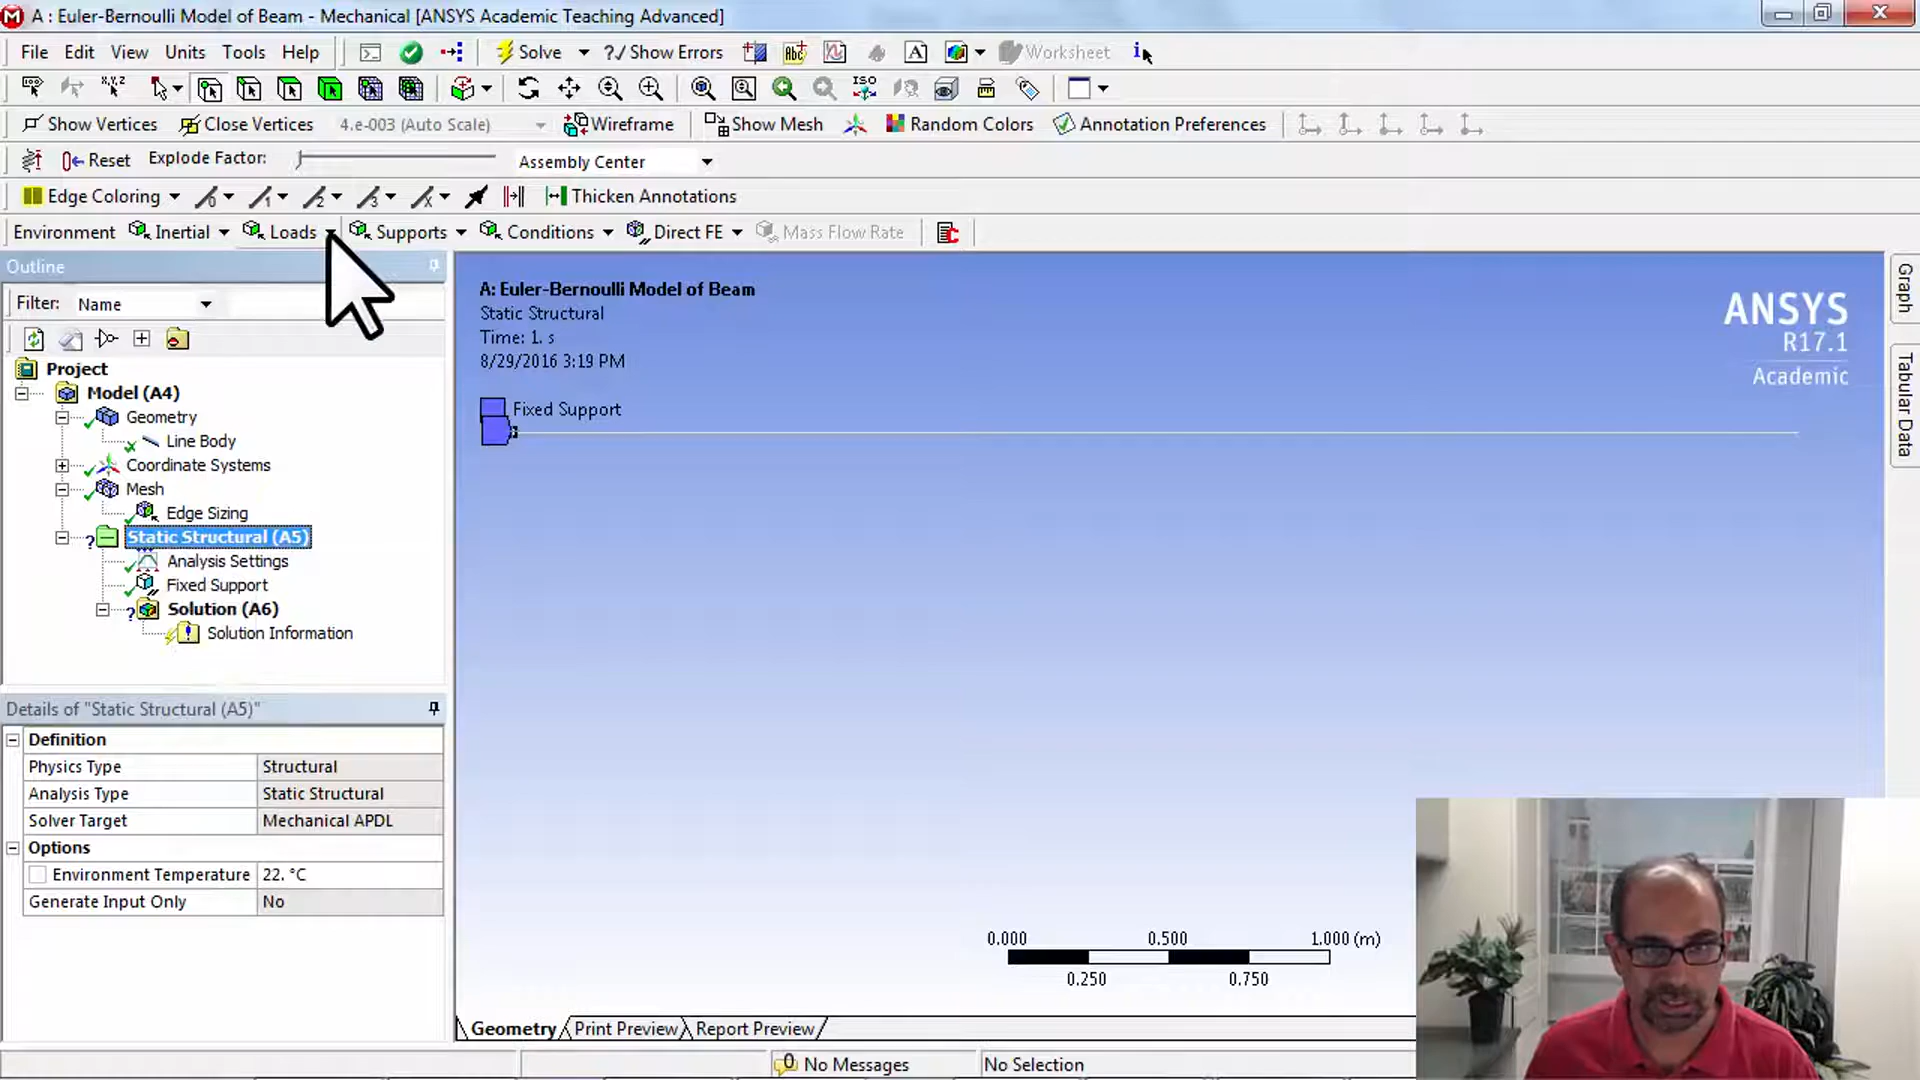 A : Euler-Bernoulli Model of Beam - Mechanical [ANSYS Academic Teaching Advanced]
File Edit View Units Tools Help Solve ?/ Show Errors Worksheet
ISO
Show Vertices Close Vertices 4.e-003 (Auto Scale) Wireframe Show Mesh Random Colors Annotation Preferences
Reset Explode Factor: Assembly Center
Edge Coloring Thicken Annotations
Environment Inertial Loads Supports Conditions Direct FE Mass Flow Rate
Outline
Filter: Name
Project
Model (A4)
Geometry
Line Body
Coordinate Systems
Mesh
Edge Sizing
Static Structural (A5)
Analysis Settings
Fixed Support
Solution (A6)
Solution Information
Details of "Static Structural (A5)"
Definition
Physics Type Structural
Analysis Type Static Structural
Solver Target Mechanical APDL
Options
Environment Temperature 22. °C
Generate Input Only No
A: Euler-Bernoulli Model of Beam
Static Structural
Time: 1. s
8/29/2016 3:19 PM
Fixed Support
ANSYS
R17.1
Academic
Graph
Tabular Data
0.000 0.500 1.000 (m)
0.250 0.750
Geometry Print Preview Report Preview
No Messages No Selection